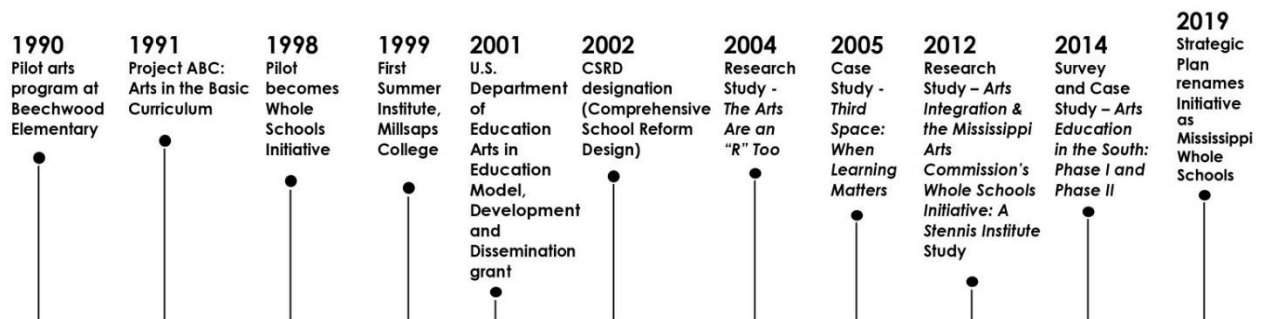 1990
Pilot arts
program at
Beechwood
Elementary
1991
Project ABC:
Arts in the Basic
Curriculum
1998
Pilot
becomes
Whole
Schools
Initiative
1999
First
Summer
Institute,
Millsaps
College
2001
U.S.
Department
of
Education
Arts in
Education
Model,
Development
and
Dissemination
grant
2002
CSRD
designation
(Comprehensive
School Reform
Design)
2004
Research
Study -
The Arts
Are an
“R” Too
2005
Case
Study -
Third
Space:
When
Learning
Matters
2012
Research
Study – Arts
Integration &
the Mississippi
Arts
Commission’s
Whole Schools
Initiative: A
Stennis Institute
Study
2014
Survey
and Case
Study – Arts
Education
in the South:
Phase I and
Phase II
2019
Strategic
Plan
renames
Initiative
as
Mississippi
Whole
Schools